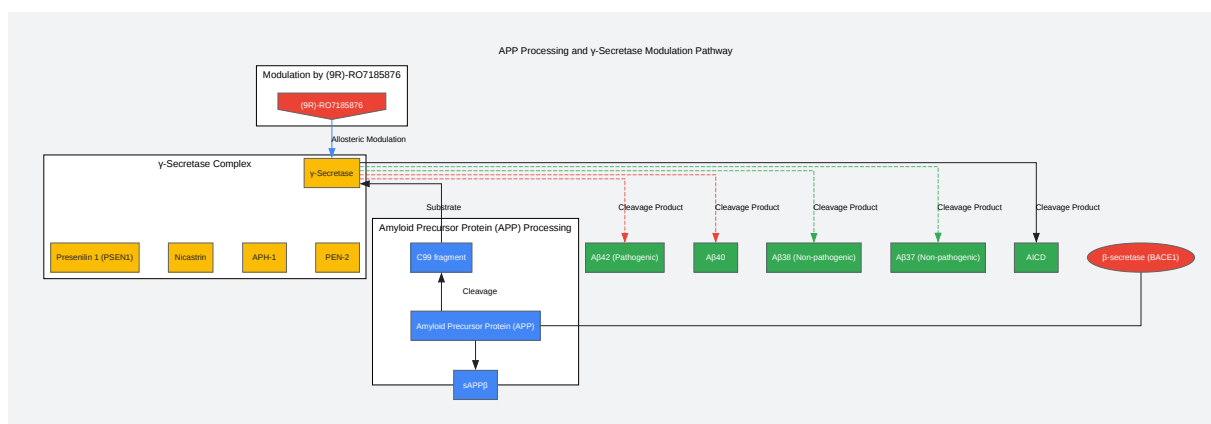 APP Processing and γ-Secretase Modulation Pathway
Modulation by (9R)-RO7185876
(9R)-RO7185876
Allosteric Modulation
γ-Secretase Complex
γ-Secretase
Substrate
Cleavage Product
Cleavage Product
Cleavage Product
Cleavage Product
Cleavage Product
Amyloid Precursor Protein (APP) Processing
Presenilin 1 (PSEN1)
Nicastrin
APH-1
PEN-2
C99 fragment
Aβ42 (Pathogenic)
Aβ40
Aβ38 (Non-pathogenic)
Aβ37 (Non-pathogenic)
AICD
β-secretase (BACE1)
Cleavage
Amyloid Precursor Protein (APP)
sAPPβ